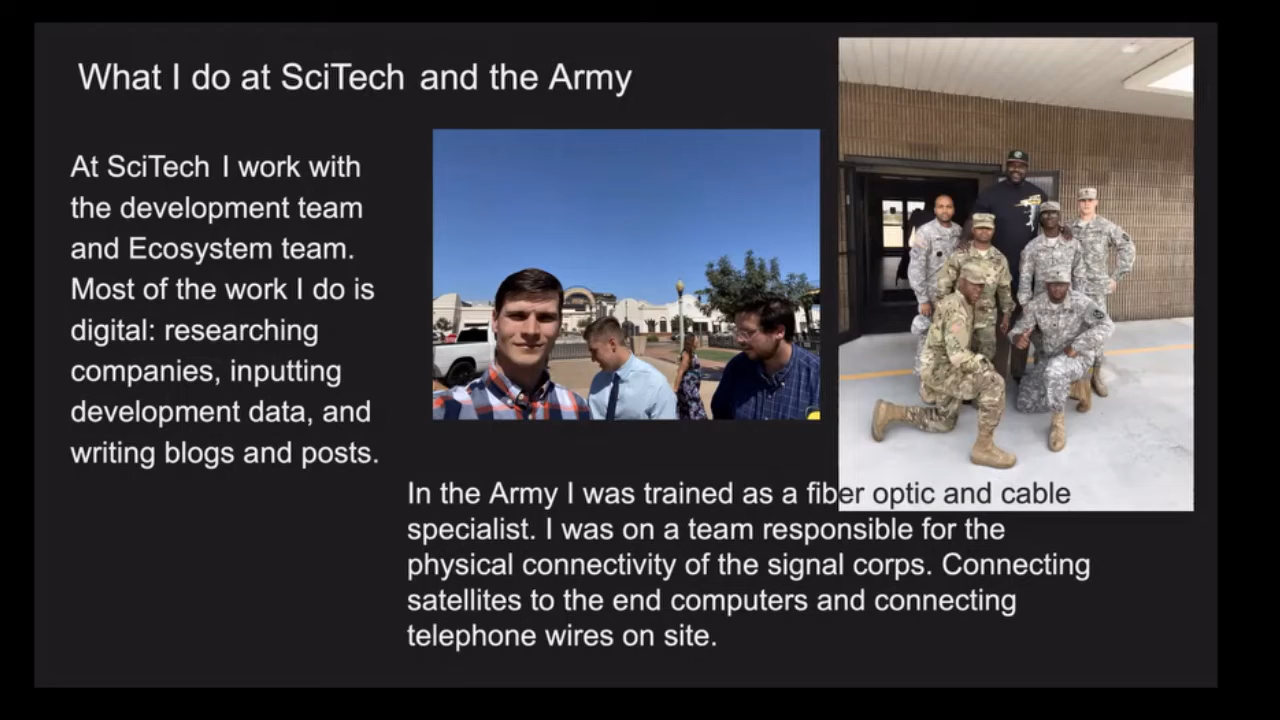 What I do at SciTech and the Army
At SciTech I work with
the development team
and Ecosystem team.
Most of the work I do is
digital: researching
companies, inputting
development data, and
writing blogs and posts.
In the Army I was trained as a fiber optic and cable
specialist. I was on a team responsible for the
physical connectivity of the signal corps. Connecting
satellites to the end computers and connecting
telephone wires on site.